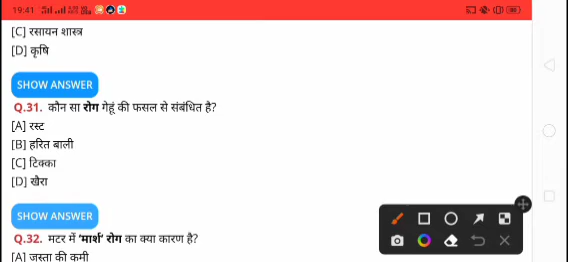 19:41
[C] रसायन शास्त्र
[D] कृषि
SHOW ANSWER
Q.31. कौन सा रोग गेहूं की फसल से संबंधित है?
[A] रस्ट
[B] हरित बाली
[C] टिक्का
[D] खैरा
SHOW ANSWER
Q.32. मटर में 'मार्श' रोग का क्या कारण है?
[A] जस्ता की कमी